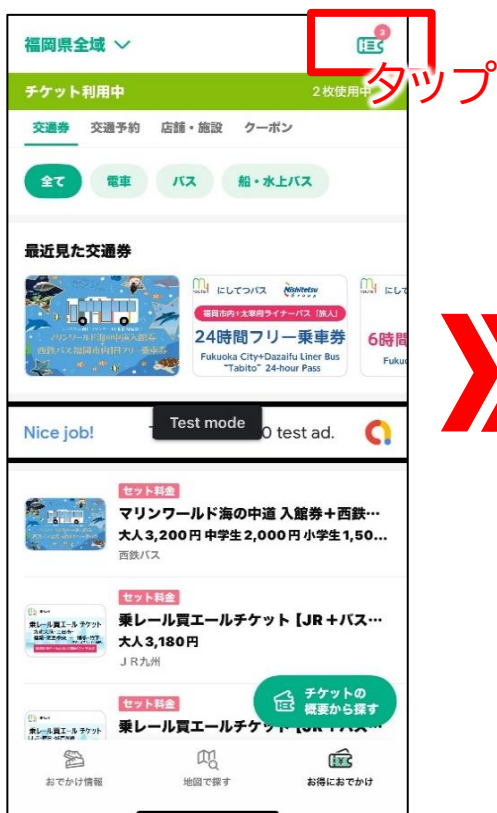 福岡県全域
3
タップ
チケット利用中
2枚使用中
交通券 交通予約 店舗・施設 クーポン
全て 電車 バス 船・水上バス
最近見た交通券
マリンワールド海の中道入館券
西鉄バス福岡市内1日フリー乗車券
にしてつバス Nishitetsu Group
福岡市内+太宰府ライナーバス「旅人」
24時間フリー乗車券
Fukuoka City+Dazaifu Liner Bus
"Tabito" 24-hour Pass
にして
6時間
Fukuo
Nice job!
Test mode
0 test ad.
セット料金
マリンワールド海の中道 入館券+西鉄…
大人3,200円 中学生2,000円 小学生1,50...
西鉄バス
セット料金
乗レール買エールチケット【JR+バス…
大人3,180円
JR九州
乗レール買エールチケット
セット料金
乗レール買エールチケット【JR+バス…
乗レール買エールチケット
チケットの
概要から探す
おでかけ情報 地図で探す お得におでかけ